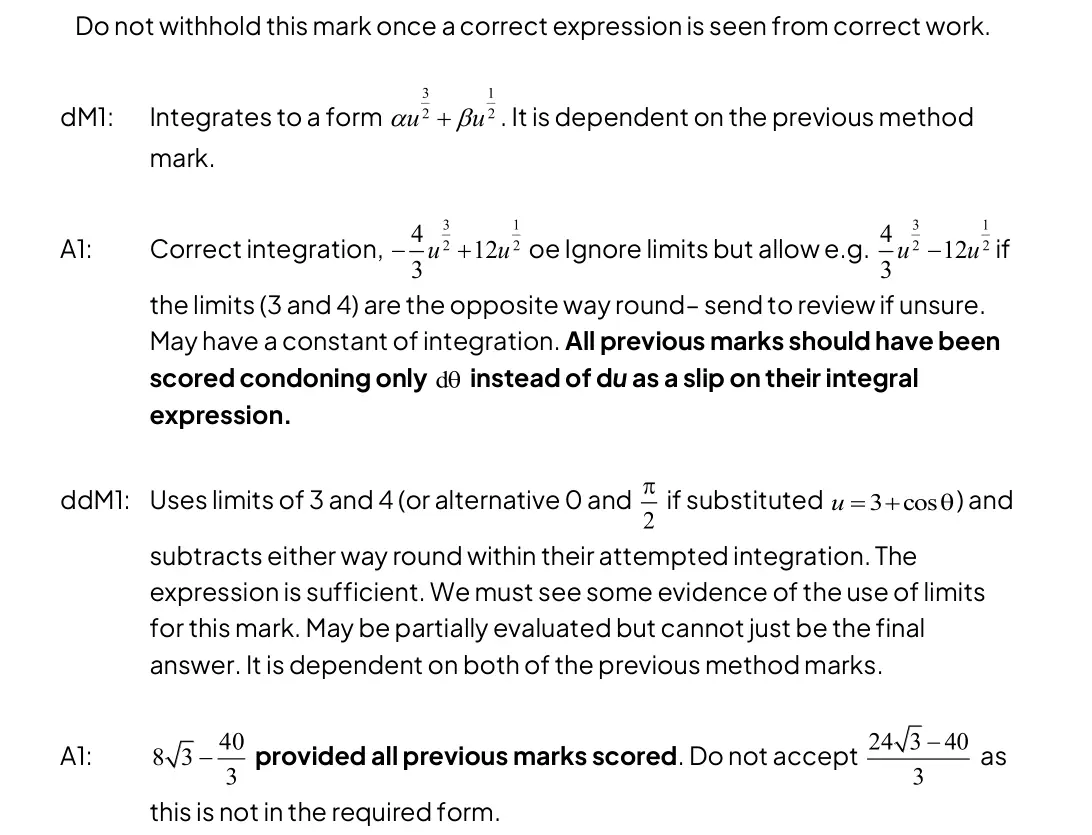 Do not withhold this mark once a correct expression is seen from correct work.
dM1: Integrates to a form αu^(3/2) + βu^(1/2). It is dependent on the previous method
mark.
A1: Correct integration, −4/3 u^(3/2) +12u^(1/2) oe Ignore limits but allow e.g. 4/3 u^(3/2) −12u^(1/2) if
the limits (3 and 4) are the opposite way round– send to review if unsure.
May have a constant of integration. All previous marks should have been
scored condoning only dθ instead of du as a slip on their integral
expression.
ddM1: Uses limits of 3 and 4 (or alternative 0 and π/2 if substituted u = 3 + cos θ) and
subtracts either way round within their attempted integration. The
expression is sufficient. We must see some evidence of the use of limits
for this mark. May be partially evaluated but cannot just be the final
answer. It is dependent on both of the previous method marks.
A1: 8√3 − 40/3 provided all previous marks scored. Do not accept (24√3 − 40)/3 as
this is not in the required form.